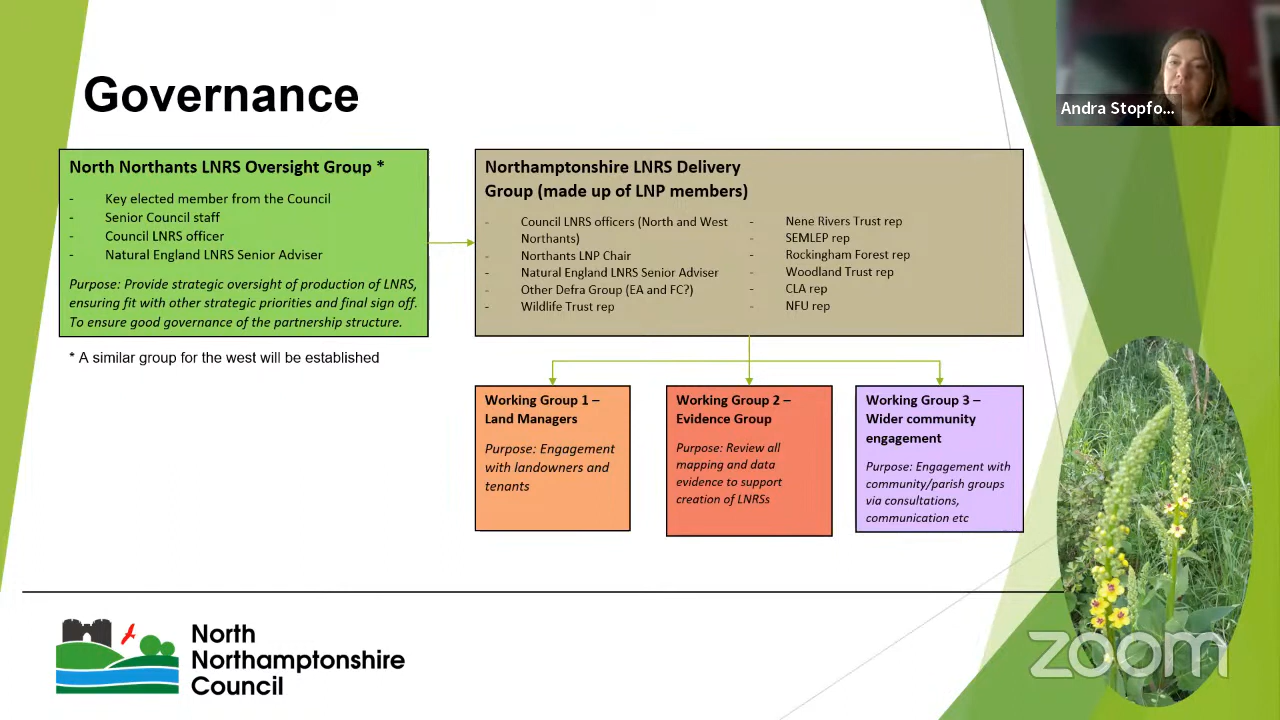 Governance
Andra Stopfo...
North Northants LNRS Oversight Group *
- Key elected member from the Council
- Senior Council staff
- Council LNRS officer
- Natural England LNRS Senior Adviser
Purpose: Provide strategic oversight of production of LNRS,
ensuring fit with other strategic priorities and final sign off.
To ensure good governance of the partnership structure.
* A similar group for the west will be established
Northamptonshire LNRS Delivery
Group (made up of LNP members)
- Council LNRS officers (North and West
Northants)
- Northants LNP Chair
- Natural England LNRS Senior Adviser
- Other Defra Group (EA and FC?)
- Wildlife Trust rep
- Nene Rivers Trust rep
- SEMLEP rep
- Rockingham Forest rep
- Woodland Trust rep
- CLA rep
- NFU rep
Working Group 1 –
Land Managers
Purpose: Engagement
with landowners and
tenants
Working Group 2 –
Evidence Group
Purpose: Review all
mapping and data
evidence to support
creation of LNRSs
Working Group 3 –
Wider community
engagement
Purpose: Engagement with
community/parish groups
via consultations,
communication etc
North
Northamptonshire
Council
zoom